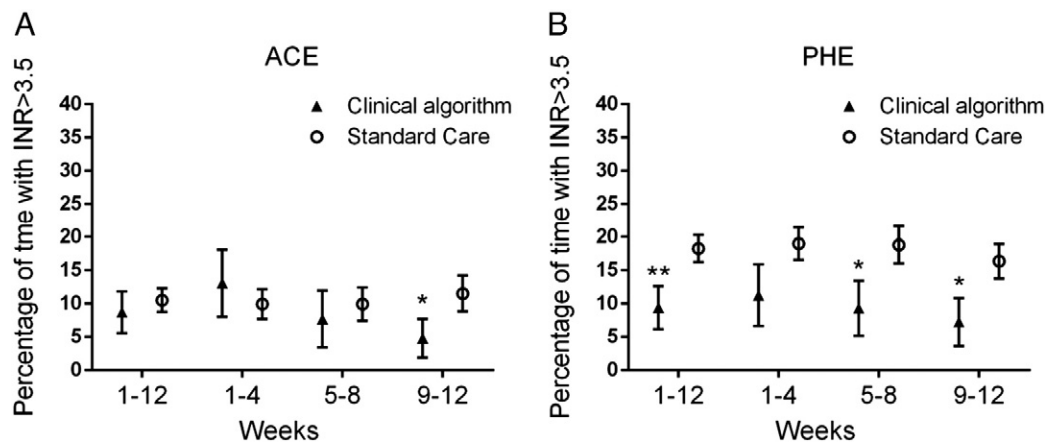 A
ACE
Percentage of tme with INR>3.5
40
35
30
25
20
15
10
5
0
Clinical algorithm
Standard Care
*
1-12
1-4
5-8
9-12
Weeks
B
PHE
Percentage of time with INR>3.5
40
35
30
25
20
15
10
5
0
Clinical algorithm
Standard Care
**
*
*
1-12
1-4
5-8
9-12
Weeks